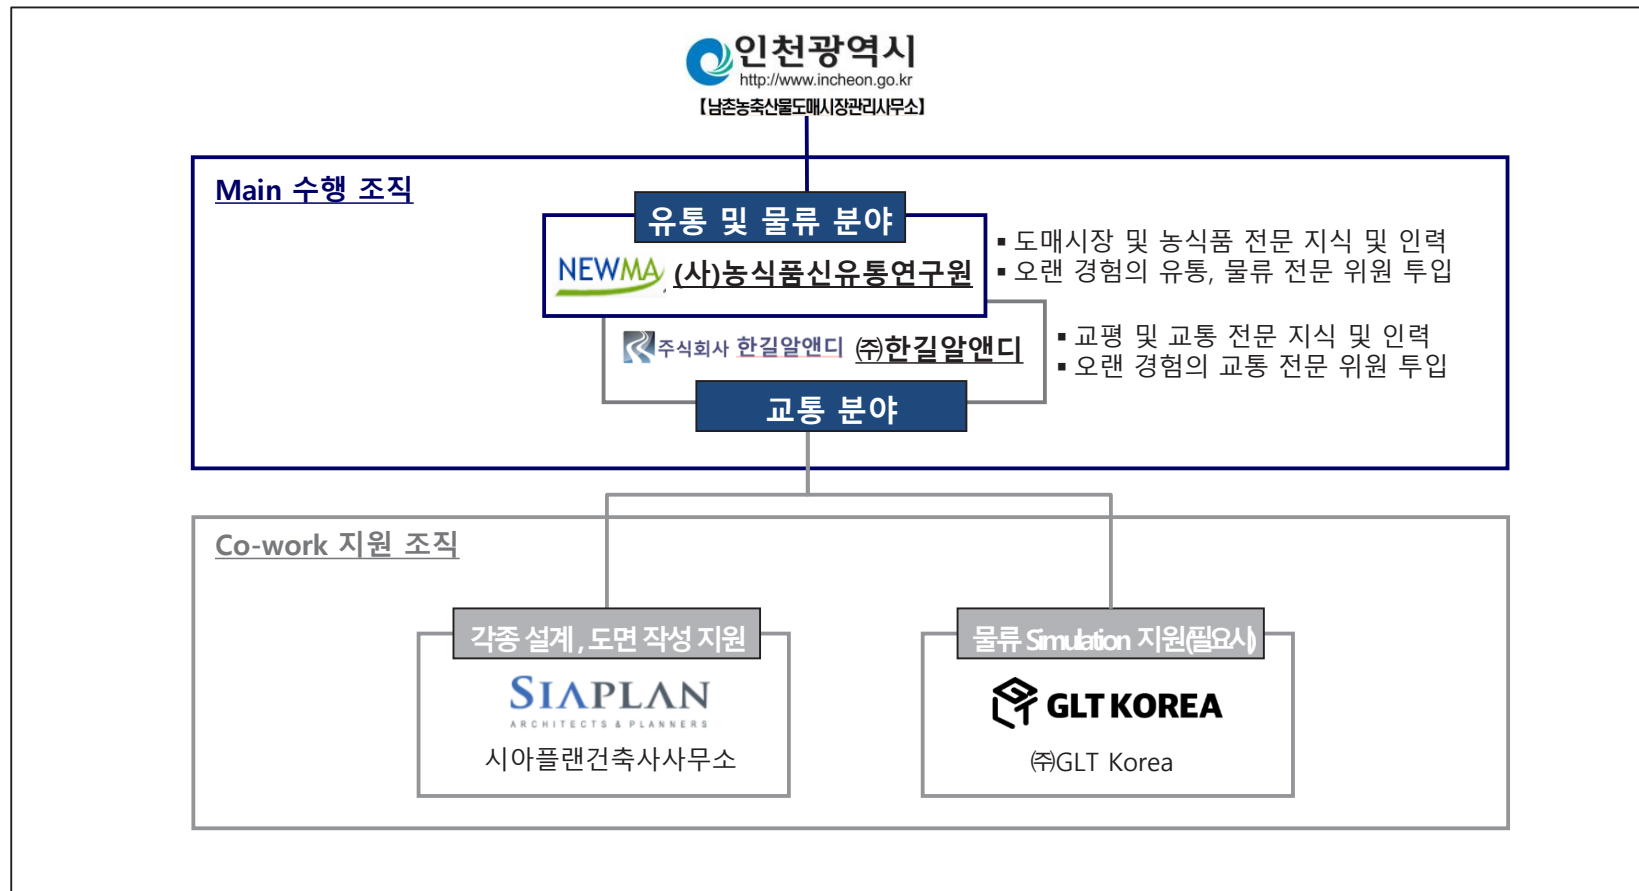 인천광역시
http://www.incheon.go.kr
【남촌농축산물도매시장관리사무소】
Main 수행 조직
유통 및 물류 분야
NEWMA (사)농식품신유통연구원
▪ 도매시장 및 농식품 전문 지식 및 인력
▪ 오랜 경험의 유통, 물류 전문 위원 투입
주식회사 한길알앤디 ㈜한길알앤디
▪ 교평 및 교통 전문 지식 및 인력
▪ 오랜 경험의 교통 전문 위원 투입
교통 분야
Co-work 지원 조직
각종 설계, 도면 작성 지원
SIAPLAN
ARCHITECTS & PLANNERS
시아플랜건축사사무소
물류 Simulation 지원(필요시)
GLT KOREA
㈜GLT Korea